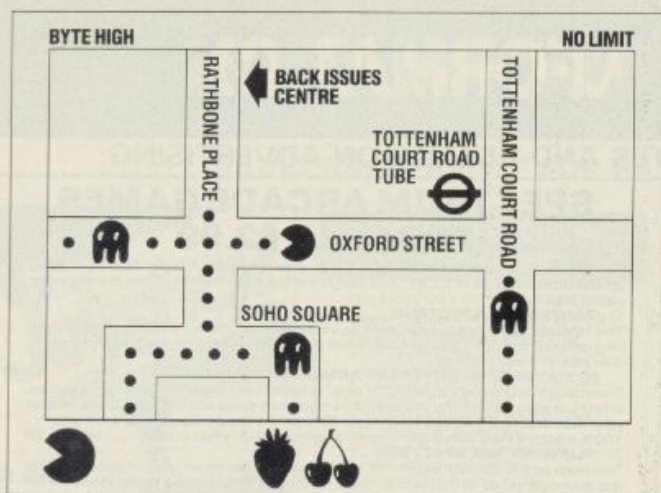 BYTE HIGH
NO LIMIT
RATHBONE PLACE
BACK ISSUES
CENTRE
TOTTENHAM
COURT ROAD
TUBE
TOTTENHAM COURT ROAD
OXFORD STREET
SOHO SQUARE